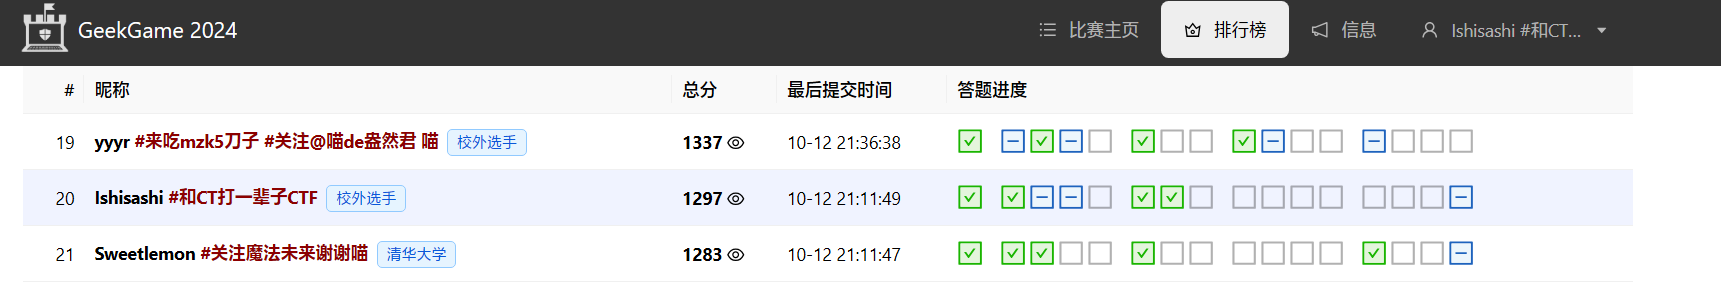 GeekGame 2024 比赛主页 排行榜 信息 Ishisashi #和CT...
# 昵称 总分 最后提交时间 答题进度
19 yyyr #来吃mzk5刀子 #关注@喵de盎然君 喵 校外选手 1337 10-12 21:36:38
20 Ishisashi #和CT打一辈子CTF 校外选手 1297 10-12 21:11:49
21 Sweetlemon #关注魔法未来谢谢喵 清华大学 1283 10-12 21:11:47